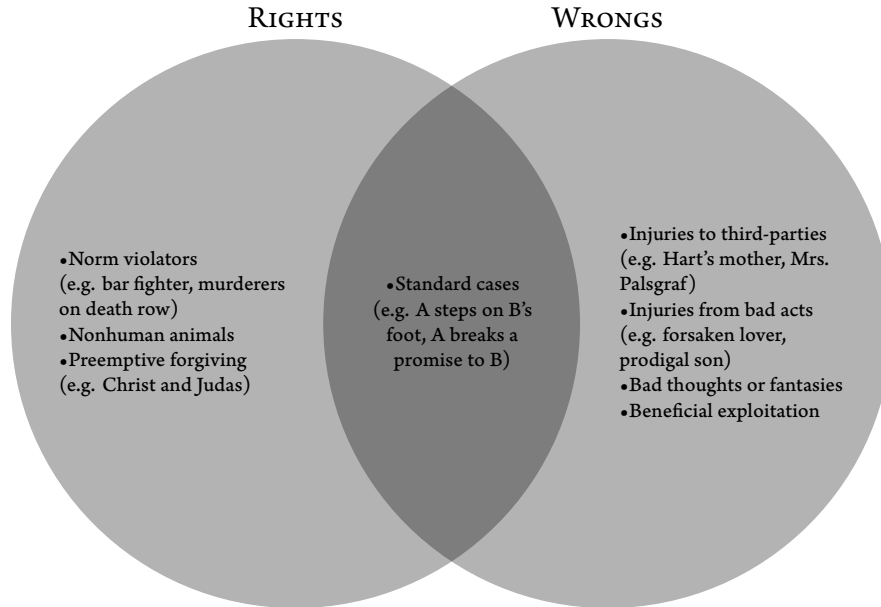 RIGHTS
WRONGS
•Norm violators
(e.g. bar fighter, murderers
on death row)
•Nonhuman animals
•Preemptive forgiving
(e.g. Christ and Judas)
•Standard cases
(e.g. A steps on B's
foot, A breaks a
promise to B)
•Injuries to third-parties
(e.g. Hart's mother, Mrs.
Palsgraf)
•Injuries from bad acts
(e.g. forsaken lover,
prodigal son)
•Bad thoughts or fantasies
•Beneficial exploitation